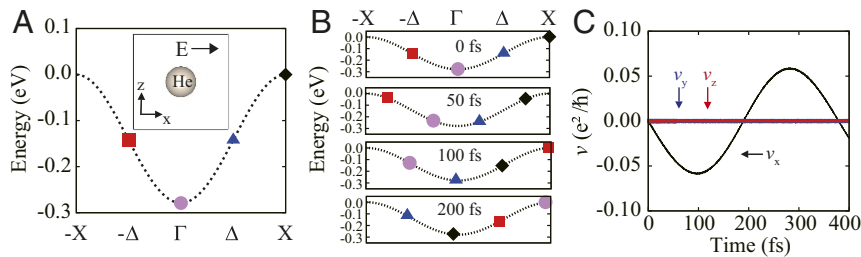 A
0.1
0.0
-0.1
-0.2
-0.3
Energy (eV)
E
He
z
x
-X
-Δ
Γ
Δ
X
B
-X
-Δ
Γ
Δ
X
Energy (eV)
0.0
-0.1
-0.2
-0.3
0 fs
0.0
-0.1
-0.2
-0.3
50 fs
0.0
-0.1
-0.2
-0.3
100 fs
0.0
-0.1
-0.2
-0.3
200 fs
C
0.10
0.05
0.00
-0.05
-0.10
v (e²/ℏ)
v_y
v_z
v_x
0
100
200
300
400
Time (fs)